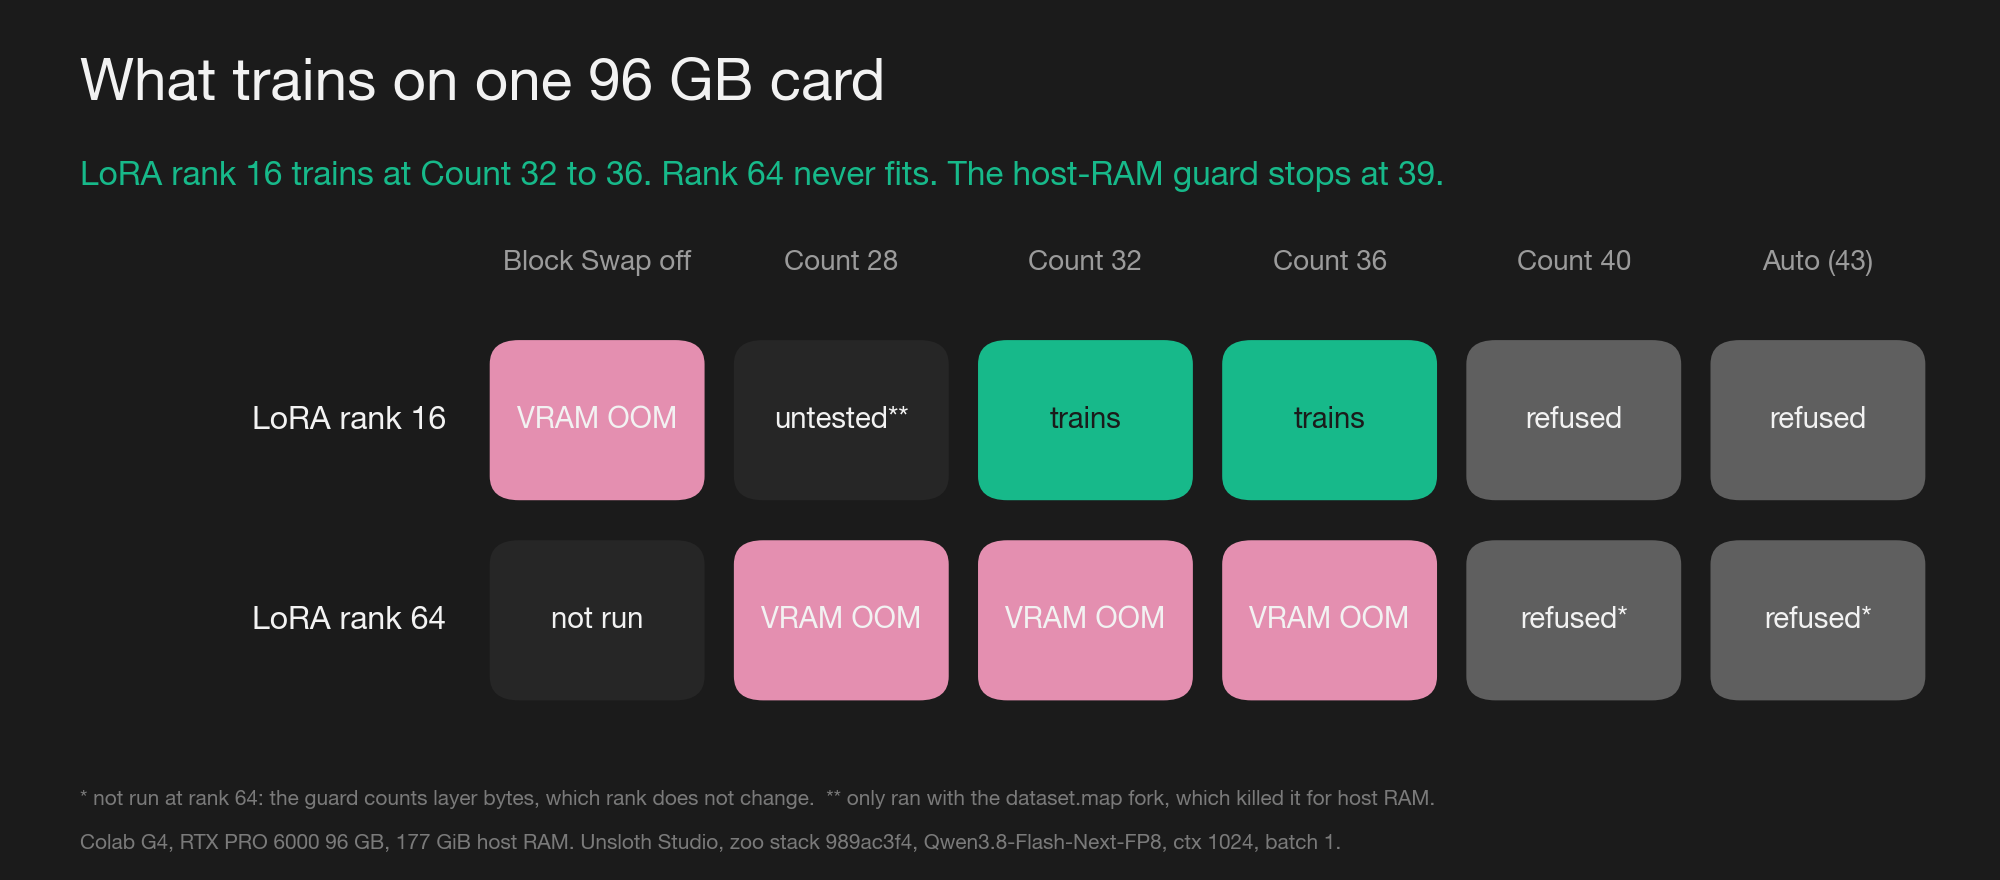 What trains on one 96 GB card
LoRA rank 16 trains at Count 32 to 36. Rank 64 never fits. The host-RAM guard stops at 39.
Block Swap off Count 28 Count 32 Count 36 Count 40 Auto (43)
LoRA rank 16 VRAM OOM untested** trains trains refused refused
LoRA rank 64 not run VRAM OOM VRAM OOM VRAM OOM refused* refused*
* not run at rank 64: the guard counts layer bytes, which rank does not change. ** only ran with the dataset.map fork, which killed it for host RAM.
Colab G4, RTX PRO 6000 96 GB, 177 GiB host RAM. Unsloth Studio, zoo stack 989ac3f4, Qwen3.8-Flash-Next-FP8, ctx 1024, batch 1.